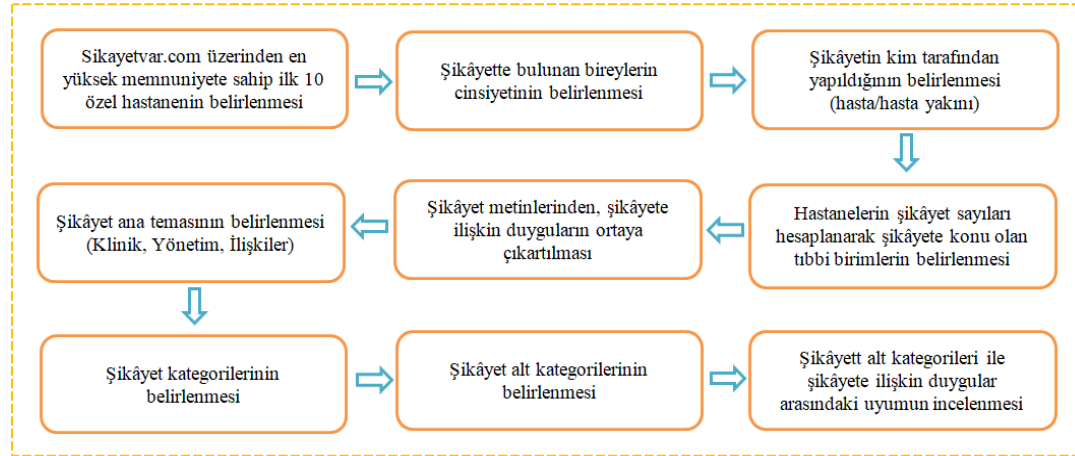 Sikayetvar.com üzerinden en
yüksek memnuniyete sahip ilk 10
özel hastanenin belirlenmesi
Şikâyette bulunan bireylerin
cinsiyetinin belirlenmesi
Şikâyetin kim tarafından
yapıldığının belirlenmesi
(hasta/hasta yakını)
Hastanelerin şikâyet sayıları
hesaplanarak şikâyete konu olan
tıbbi birimlerin belirlenmesi
Şikâyet metinlerinden, şikâyete
ilişkin duyguların ortaya
çıkartılması
Şikâyet ana temasının belirlenmesi
(Klinik, Yönetim, İlişkiler)
Şikâyet kategorilerinin
belirlenmesi
Şikâyet alt kategorilerinin
belirlenmesi
Şikâyett alt kategorileri ile
şikâyete ilişkin duygular
arasındaki uyumun incelenmesi